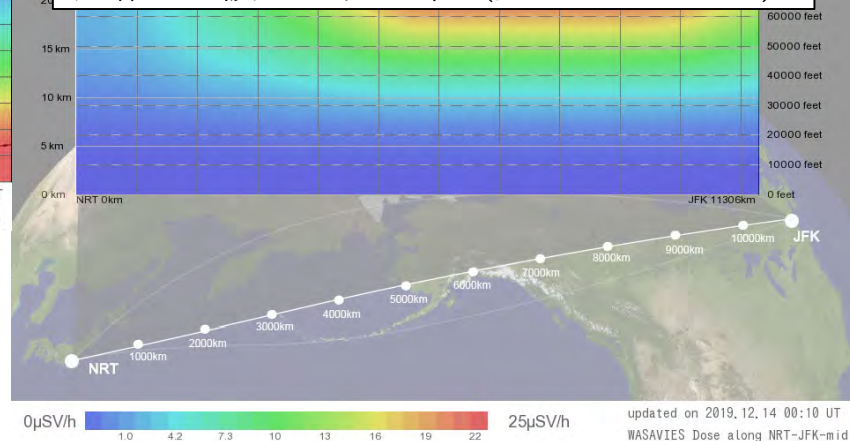 20
15 km
10 km
5 km
0 km
60000 feet
50000 feet
40000 feet
30000 feet
20000 feet
10000 feet
0 feet
NRT 0km
JFK 11306km
NRT
1000km
2000km
3000km
4000km
5000km
6000km
7000km
8000km
9000km
10000km
JFK
0μSV/h
25μSV/h
1.0 4.2 7.3 10 13 16 19 22
updated on 2019.12.14 00:10 UT
WASAVIES Dose along NRT-JFK-mid